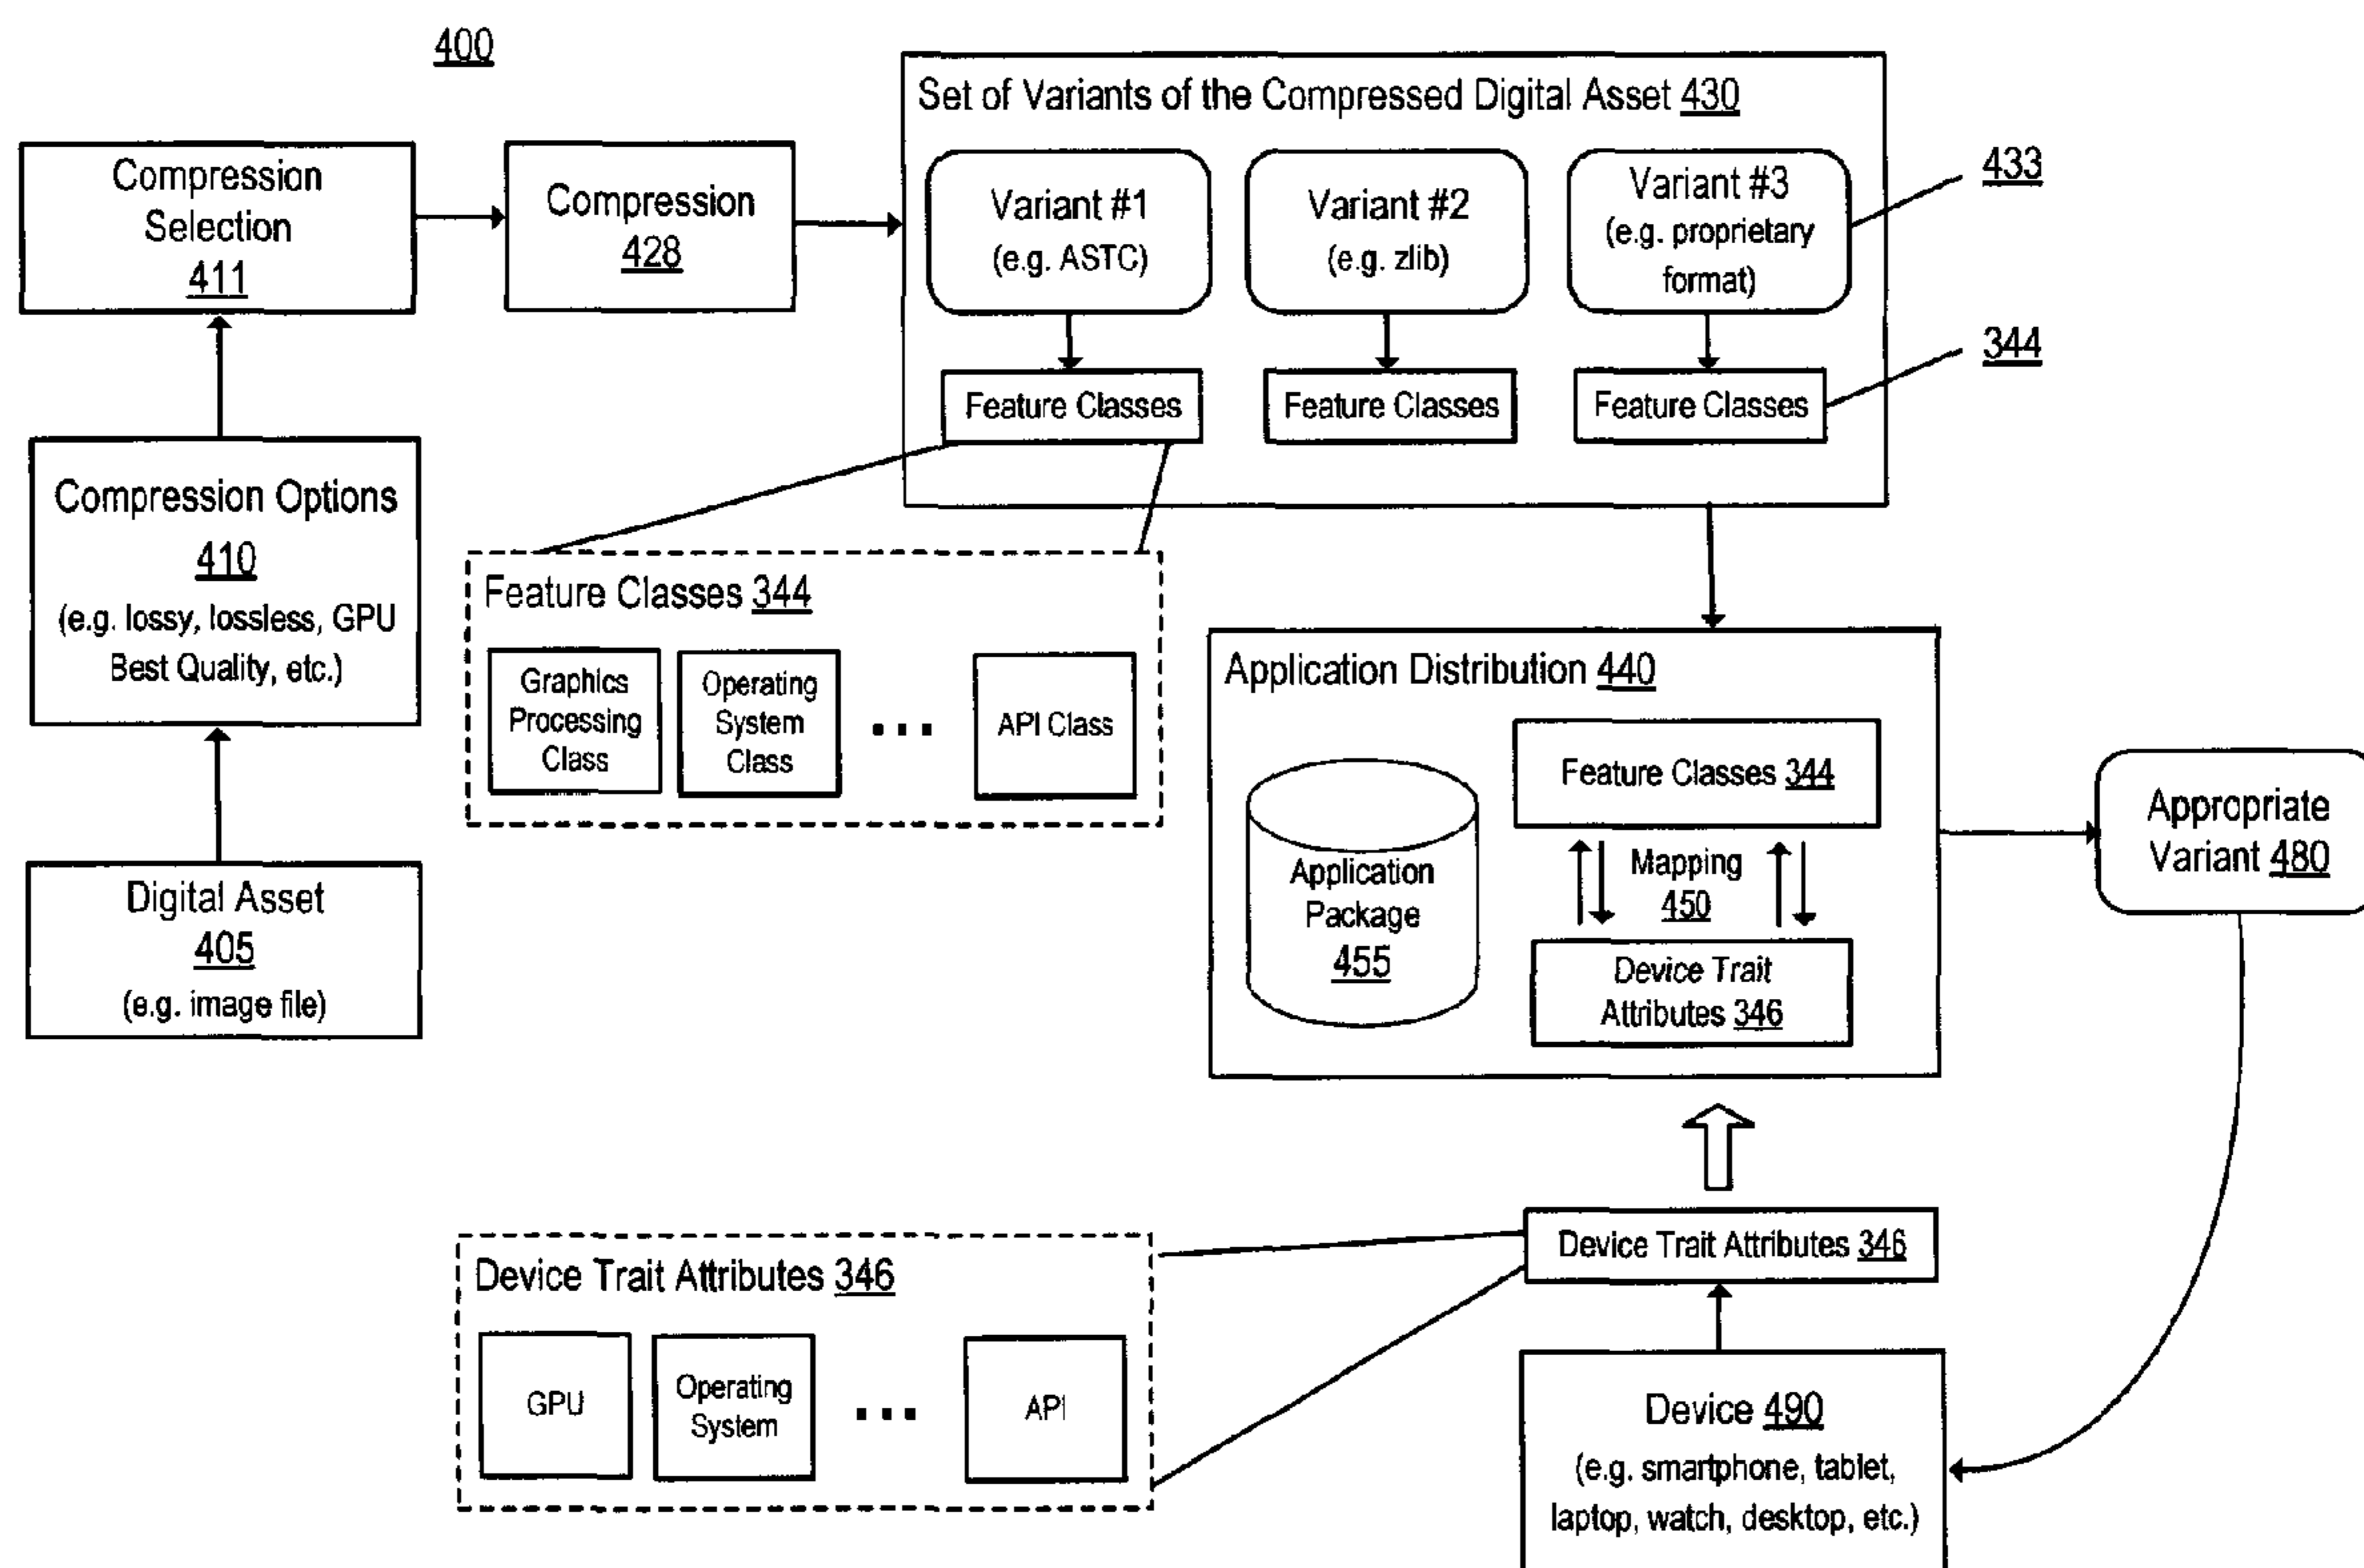 400
Compression
Selection
411
Compression
428
Set of Variants of the Compressed Digital Asset 430
Variant #1
(e.g. ASTC)
Variant #2
(e.g. zlib)
Variant #3
(e.g. proprietary
format)
433
Feature Classes
Feature Classes
Feature Classes
344
Compression Options
410
(e.g. lossy, lossless, GPU
Best Quality, etc.)
Digital Asset
405
(e.g. image file)
Feature Classes 344
Graphics
Processing
Class
Operating
System
Class
...
API Class
Application Distribution 440
Application
Package
455
Feature Classes 344
Mapping
450
Device Trait
Attributes 346
Appropriate
Variant 480
Device Trait Attributes 346
Device Trait Attributes 346
GPU
Operating
System
...
API
Device 490
(e.g. smartphone, tablet,
laptop, watch, desktop, etc.)